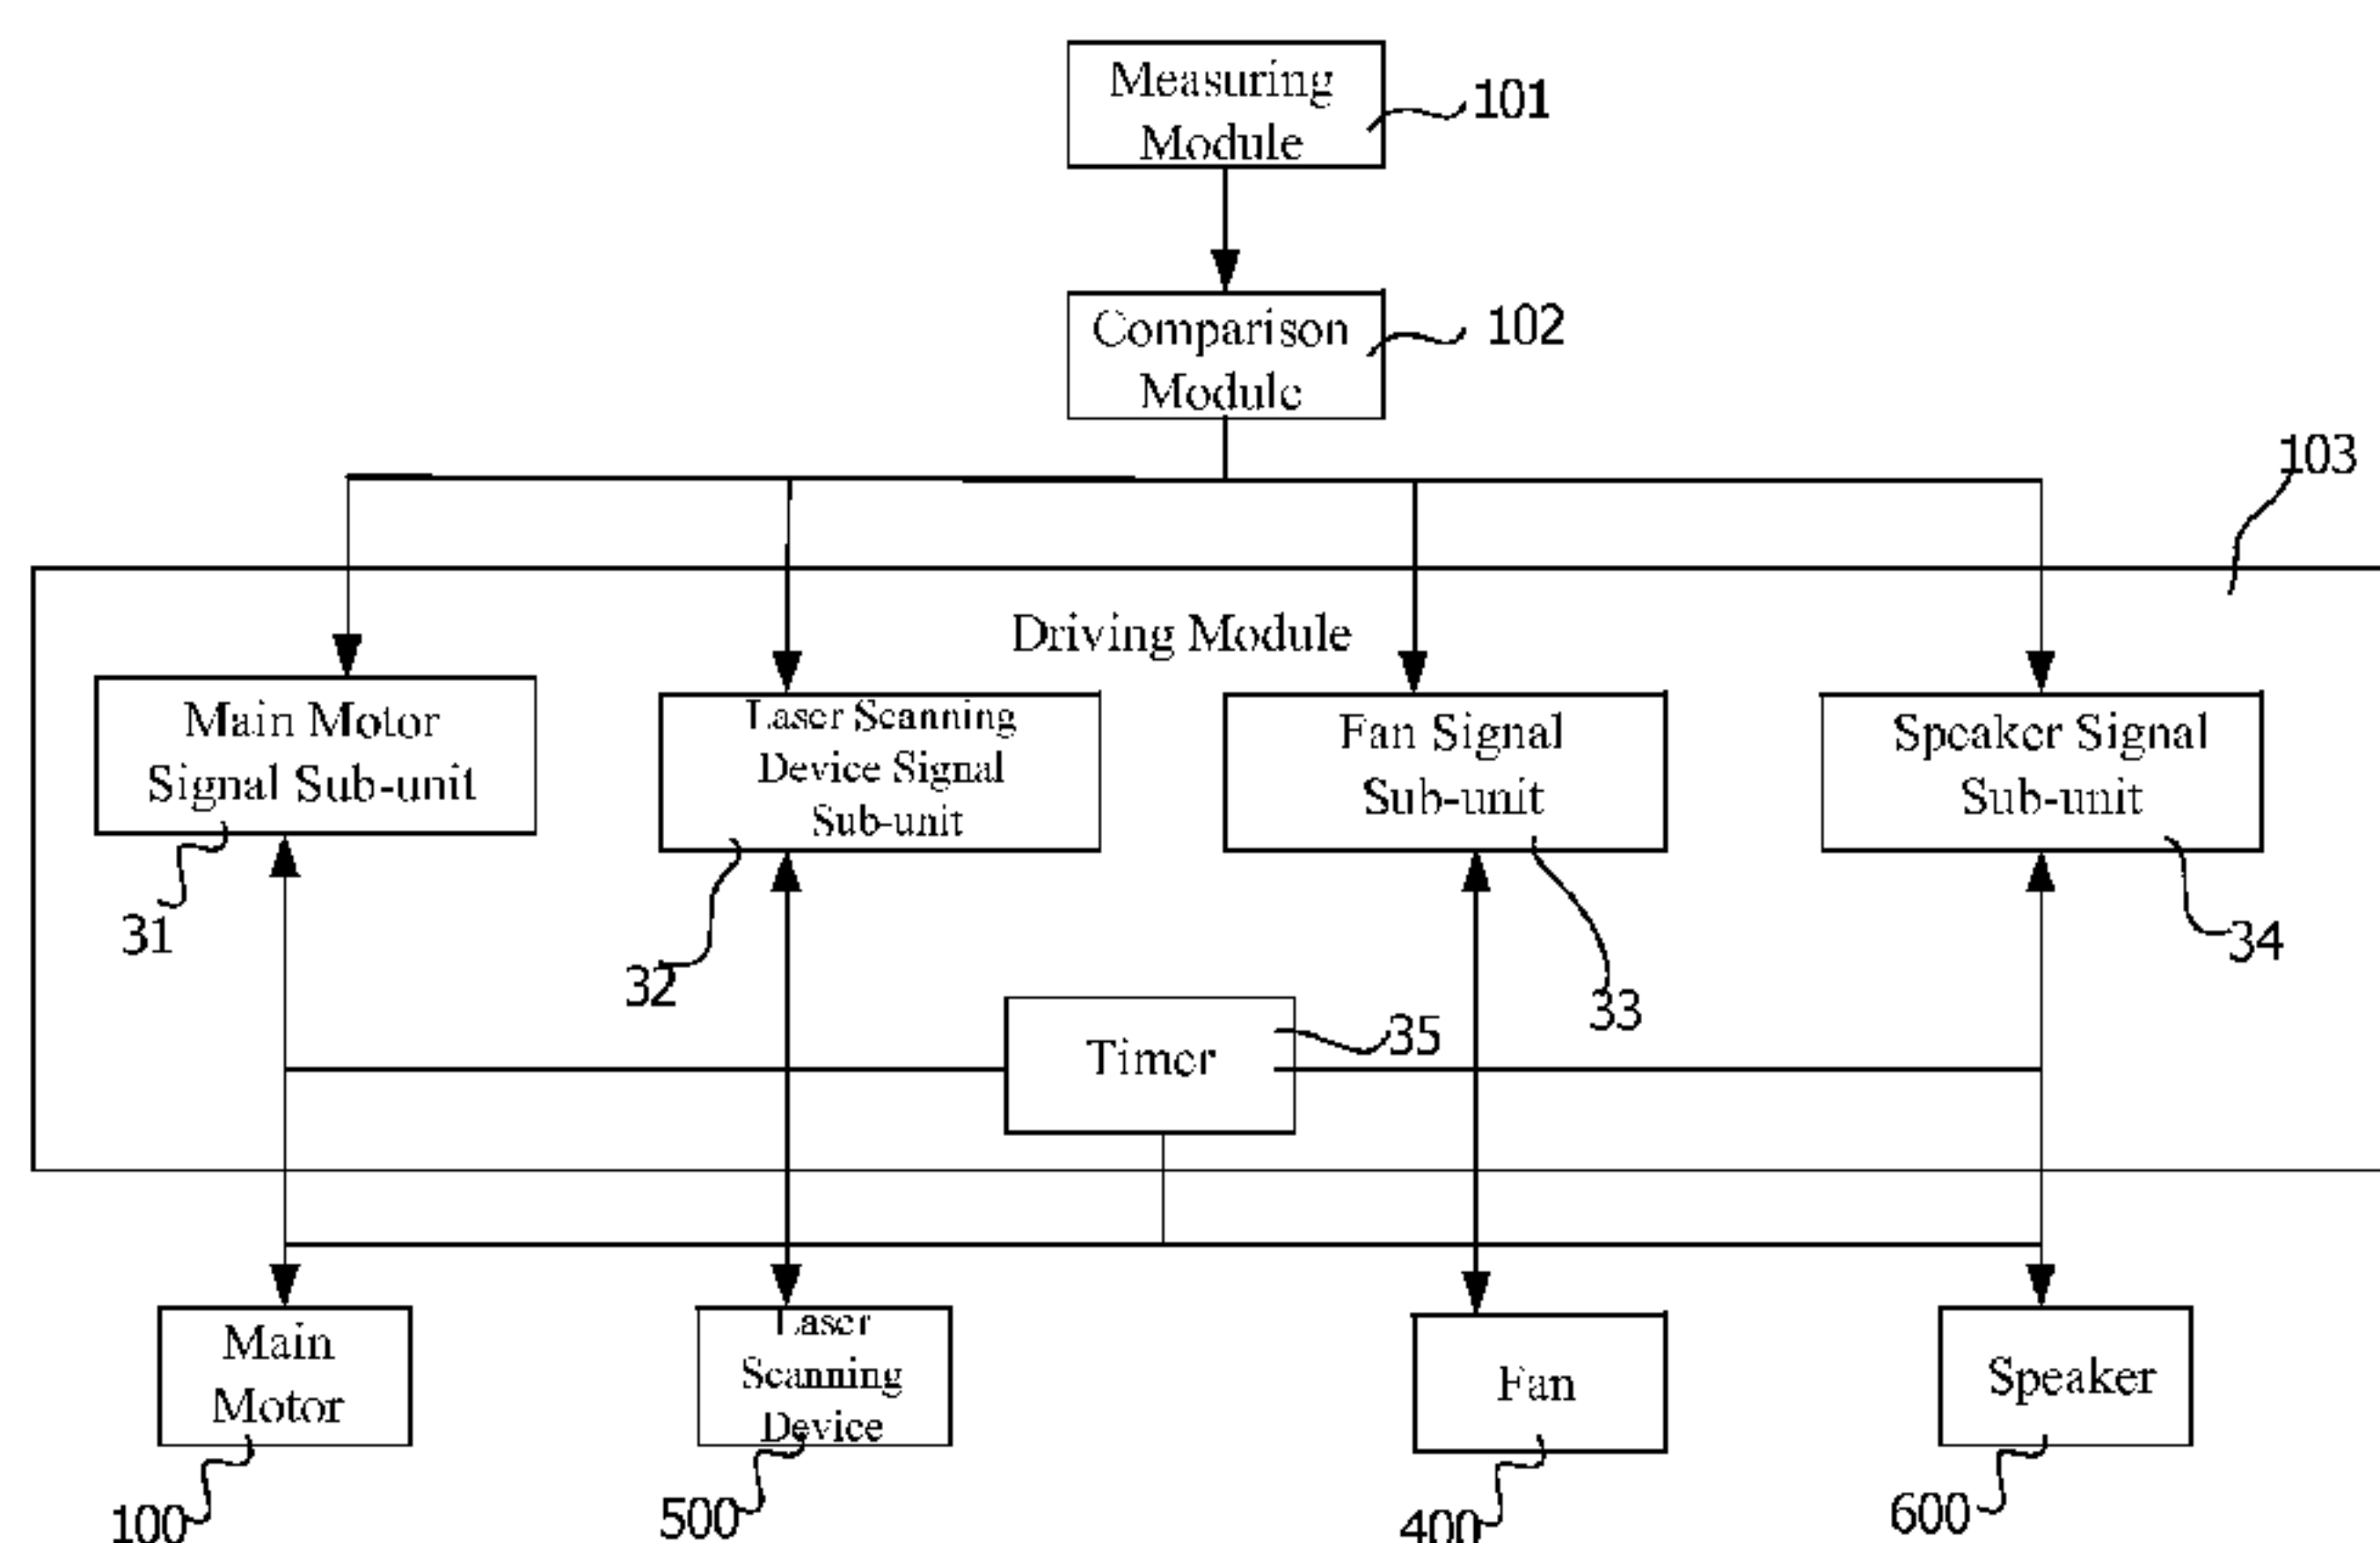 Measuring
Module
101
Comparison
Module
102
103
Driving Module
Main Motor
Signal Sub-unit
Laser Scanning
Device Signal
Sub-unit
Fan Signal
Sub-unit
Speaker Signal
Sub-unit
31
32
33
34
Timer
35
Main
Motor
Laser
Scanning
Device
Fan
Speaker
100
500
400
600